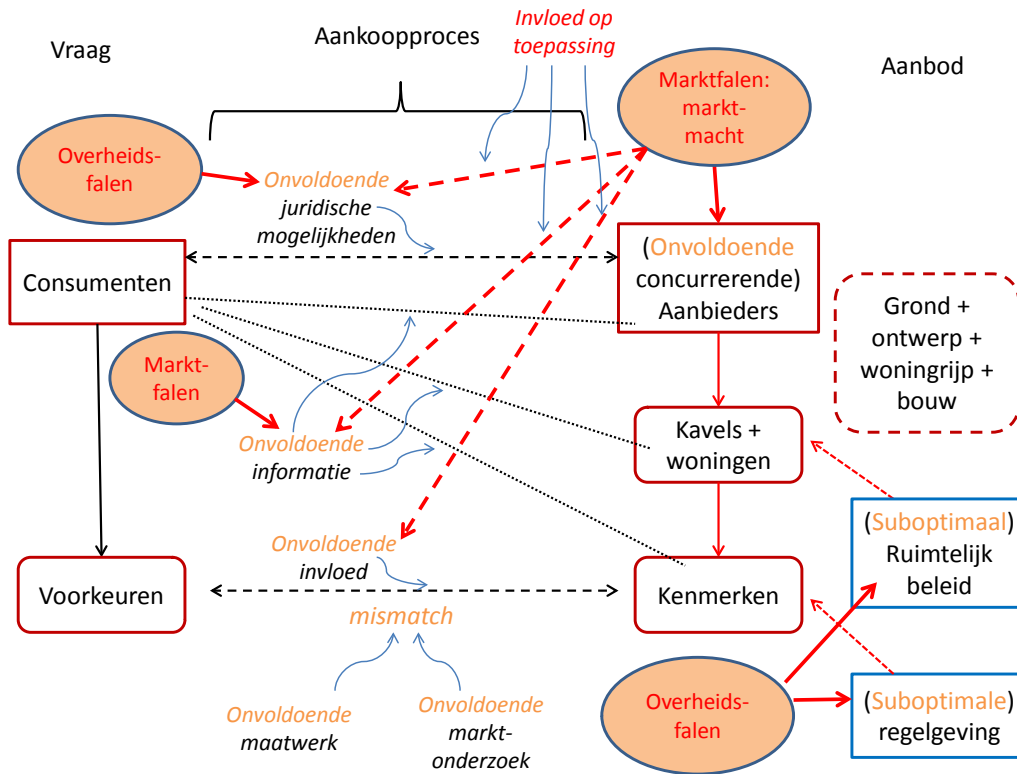 Vraag
Aankoopproces
Invloed op
toepassing
Marktfalen:
markt-
macht
Aanbod
Overheids-
falen
Onvoldoende
juridische
mogelijkheden
Consumenten
(Onvoldoende
concurrerende)
Aanbieders
Grond +
ontwerp +
woningrijp +
bouw
Markt-
falen
Onvoldoende
informatie
Kavels +
woningen
Onvoldoende
invloed
(Suboptimaal)
Ruimtelijk
beleid
Voorkeuren
mismatch
Kenmerken
Onvoldoende
maatwerk
Onvoldoende
markt-
onderzoek
Overheids-
falen
(Suboptimale)
regelgeving